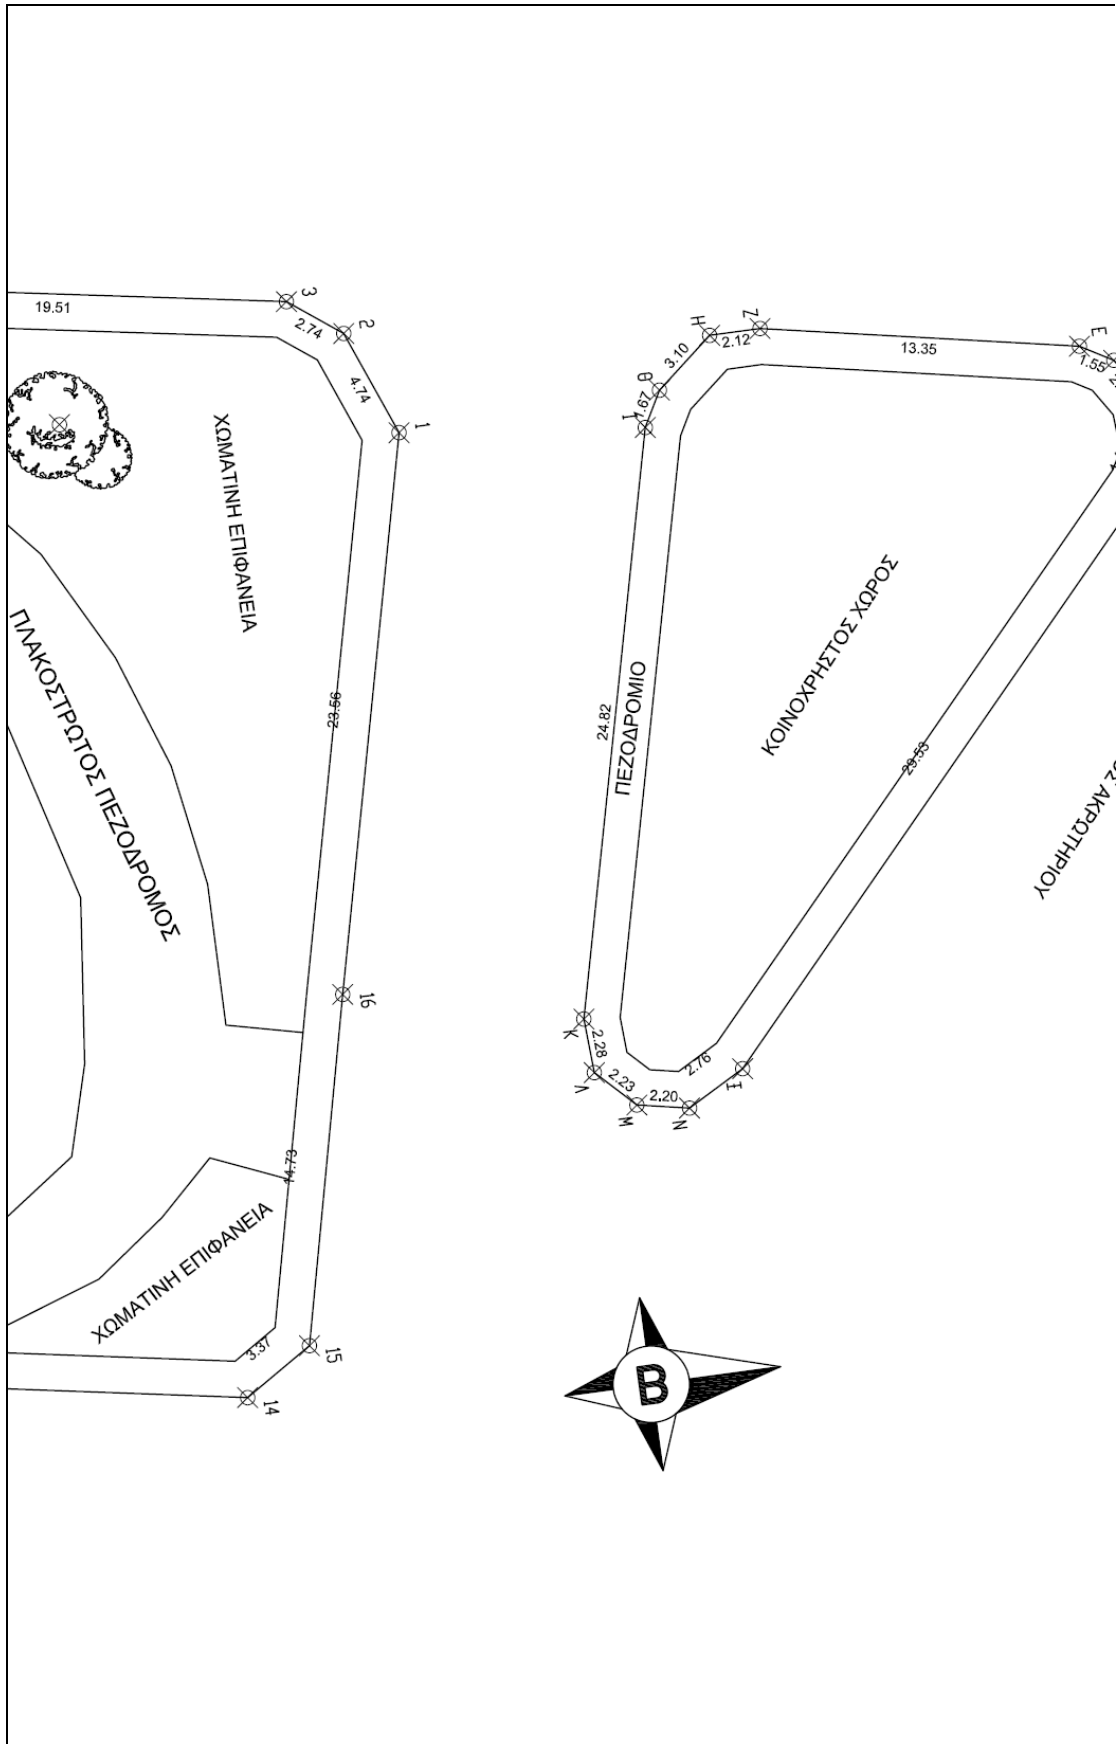 3
19.51
2.74
2
4.74
1
ΧΩΜΑΤΙΝΗ ΕΠΙΦΑΝΕΙΑ
ΠΛΑΚΟΣΤΡΩΤΟΣ ΠΕΖΟΔΡΟΜΟΣ
23.56
16
14.73
ΧΩΜΑΤΙΝΗ ΕΠΙΦΑΝΕΙΑ
3.37
15
14
Η
Ζ
2.12
3.10
Θ
1.67
Ι
13.35
Ε
1.55
ΚΟΙΝΟΧΡΗΣΤΟΣ ΧΩΡΟΣ
24.82
ΠΕΖΟΔΡΟΜΙΟ
29.53
ΑΚΡΩΤΗΡΙΟΥ
Κ
2.28
Λ
2.23
Μ
2.20
Ν
2.76
Ξ
Β